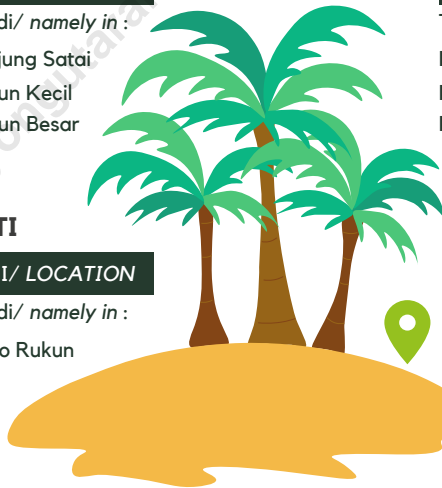 di/ namely in :
jung Satai
un Kecil
un Besar
TI
I/ LOCATION
di/ namely in :
o Rukun